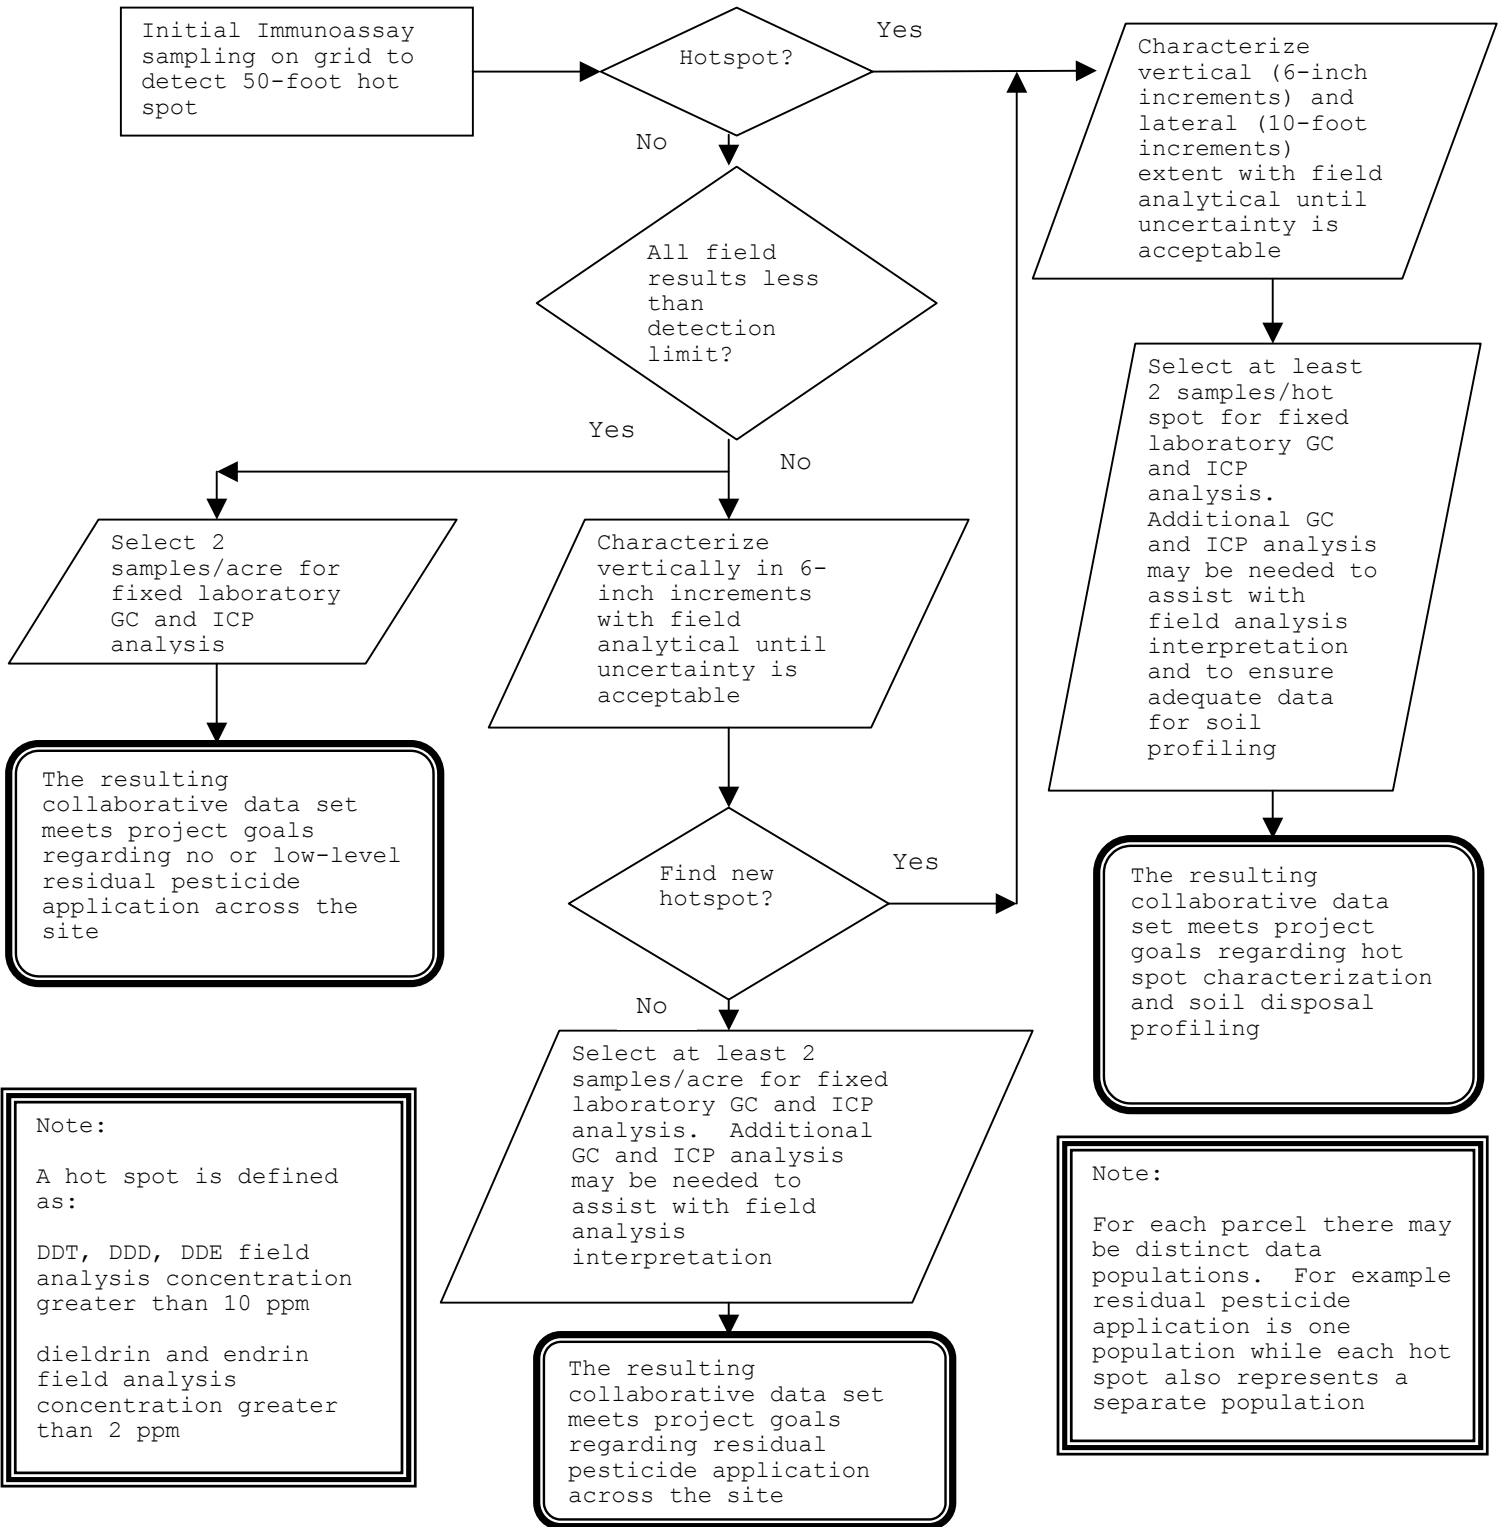 Initial Immunoassay
sampling on grid to
detect 50-foot hot
spot
Hotspot?
Yes
No
Characterize
vertical (6-inch
increments) and
lateral (10-foot
increments)
extent with field
analytical until
uncertainty is
acceptable
All field
results less
than
detection
limit?
Yes
No
Select at least
2 samples/hot
spot for fixed
laboratory GC
and ICP
analysis.
Additional GC
and ICP analysis
may be needed to
assist with
field analysis
interpretation
and to ensure
adequate data
for soil
profiling
Select 2
samples/acre for
fixed laboratory
GC and ICP
analysis
Characterize
vertically in 6-
inch increments
with field
analytical until
uncertainty is
acceptable
The resulting
collaborative data set
meets project goals
regarding no or low-level
residual pesticide
application across the
site
Find new
hotspot?
Yes
No
The resulting
collaborative data
set meets project
goals regarding hot
spot characterization
and soil disposal
profiling
Select at least 2
samples/acre for fixed
laboratory GC and ICP
analysis.  Additional
GC and ICP analysis
may be needed to
assist with field
analysis
interpretation
Note:
A hot spot is defined
as:
DDT, DDD, DDE field
analysis concentration
greater than 10 ppm
dieldrin and endrin
field analysis
concentration greater
than 2 ppm
Note:
For each parcel there may
be distinct data
populations.  For example
residual pesticide
application is one
population while each hot
spot also represents a
separate population
The resulting
collaborative data set
meets project goals
regarding residual
pesticide application
across the site